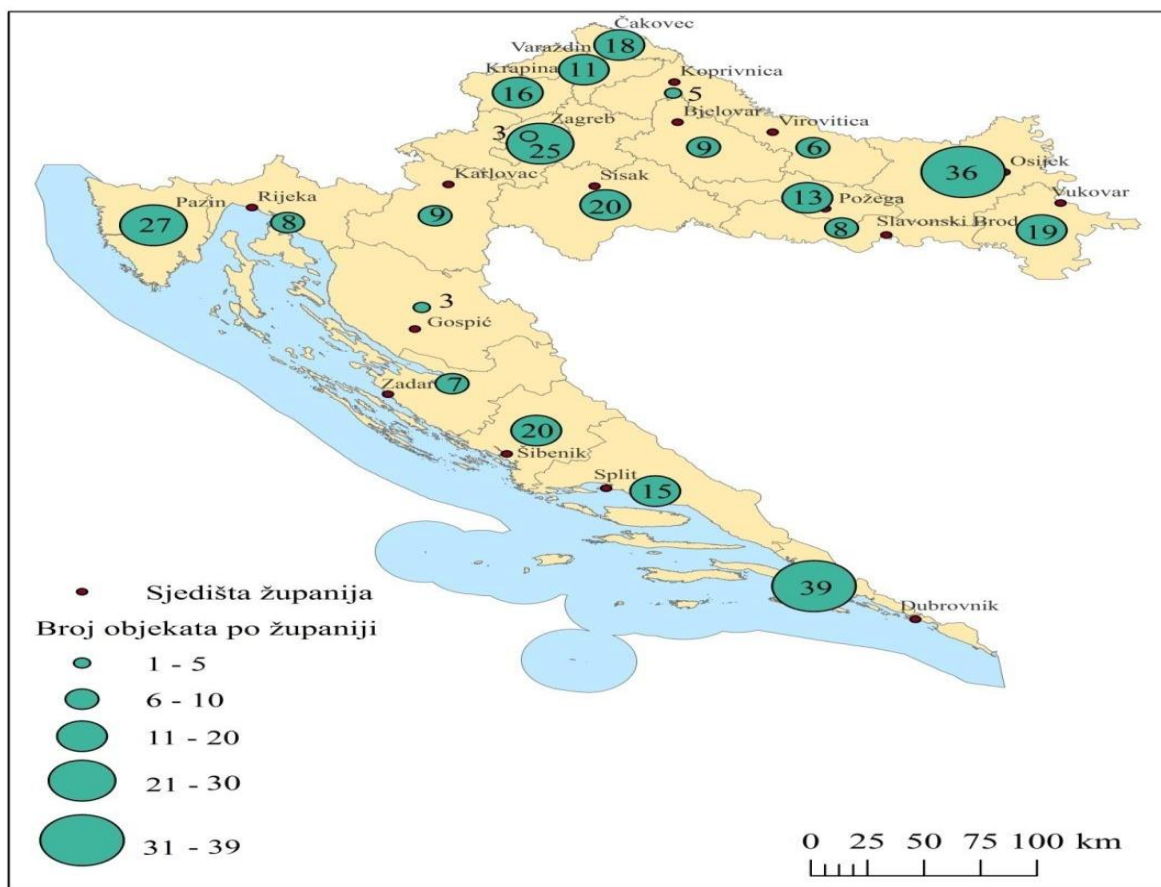 Čakovec
18
Varaždin
11
Krapina
16
Koprivnica
5
Zagreb
3
25
Bjelovar
9
Virovitica
6
36
Osijek
Karlovac
9
Sisak
20
13
Požega
8
Slavonski Brod
Vukovar
19
Pazin
27
Rijeka
8
3
Gospić
Zadar
7
20
Šibenik
Split
15
39
Dubrovnik
Sjedišta županija
Broj objekata po županiji
1 - 5
6 - 10
11 - 20
21 - 30
31 - 39
0 25 50 75 100 km